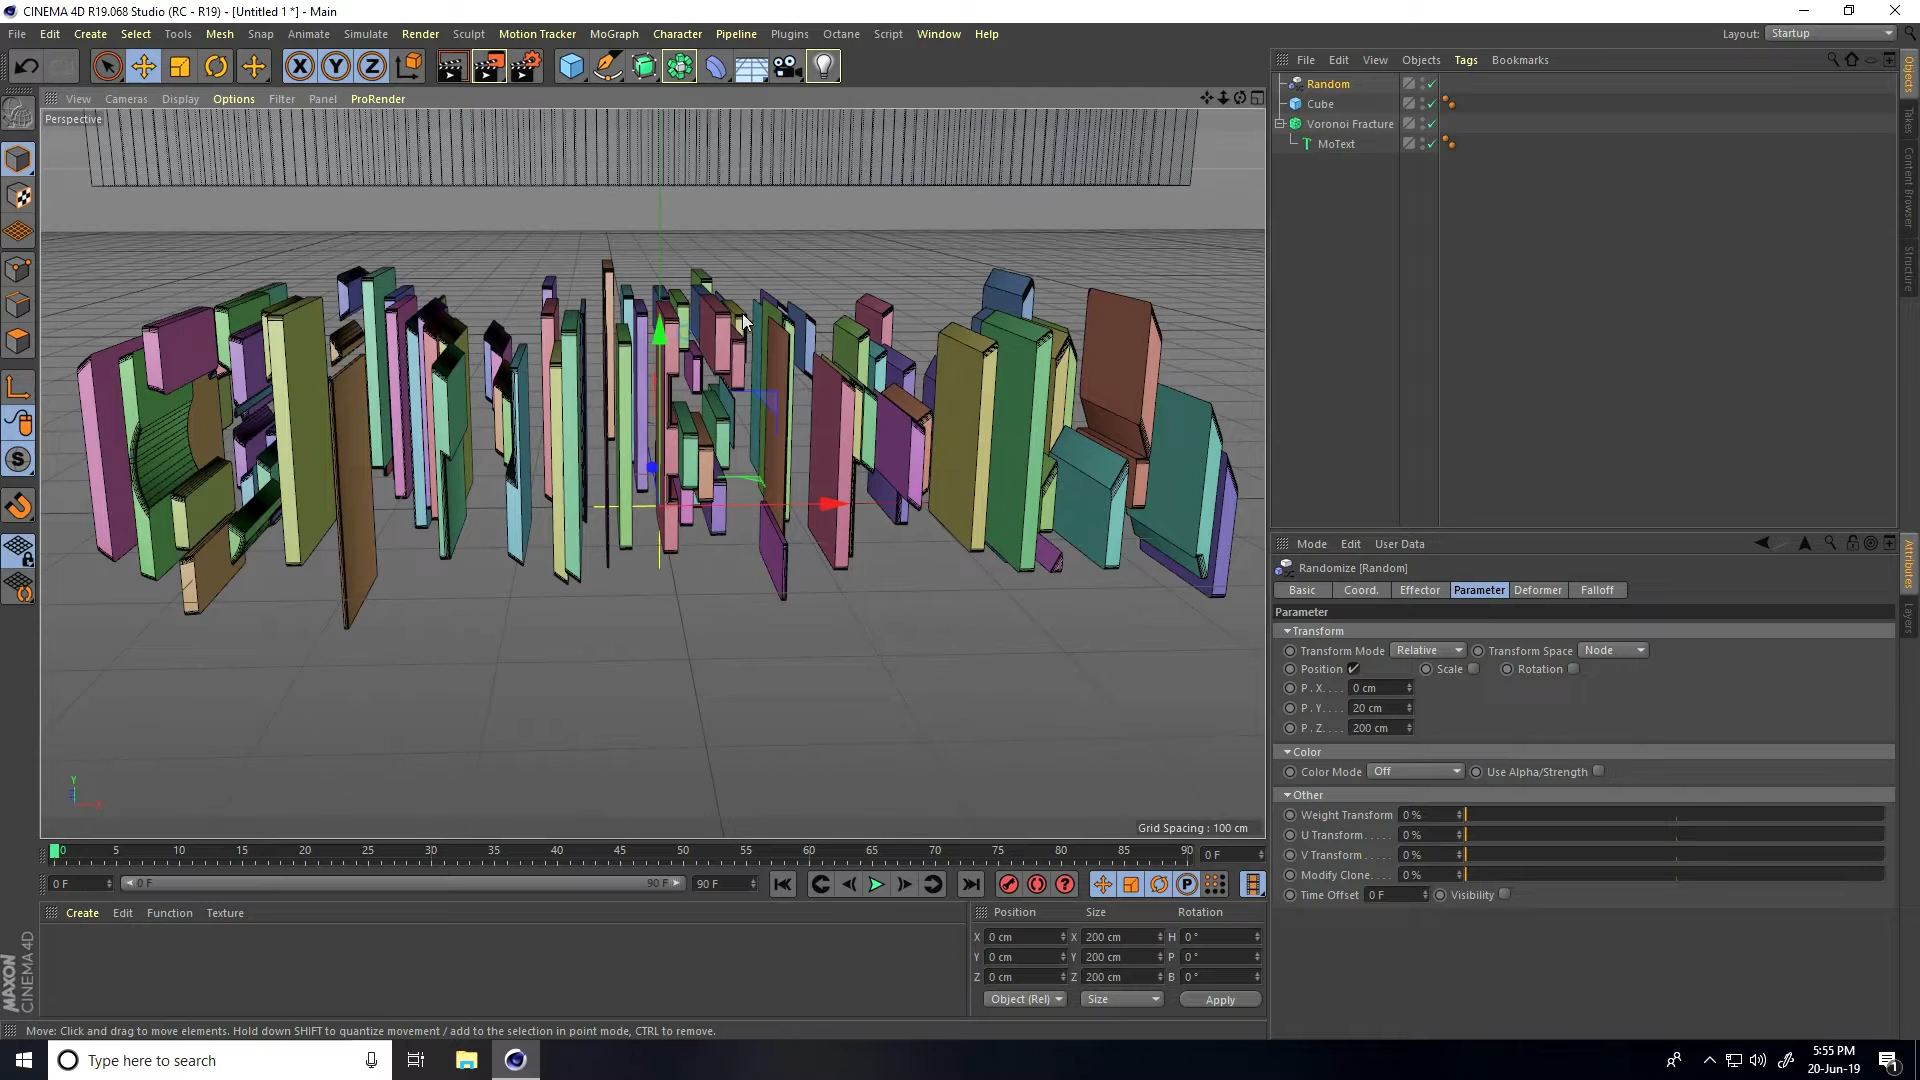 CINEMA 4D R19.068 Studio (RC - R19) - [Untitled 1 *] - Main
File Edit Create Select Tools Mesh Snap Animate Simulate Render Sculpt Motion Tracker MoGraph Character Pipeline Plugins Octane Script Window Help
Layout: Startup
View Cameras Display Options Filter Panel ProRender
File Edit View Objects Tags Bookmarks
Perspective
Random
Cube
Voronoi Fracture
MoText
Objects
Takes
Content Browser
Structure
Mode Edit User Data
Randomize [Random]
Basic Coord. Effector Parameter Deformer Falloff
Parameter
Transform
Transform Mode Relative Transform Space Node
Position Scale Rotation
P . X. . . . 0 cm
P . Y. . . . 20 cm
P . Z. . . . 200 cm
Color
Color Mode Off Use Alpha/Strength
Other
Weight Transform 0 %
U Transform. . . . . 0 %
V Transform. . . . . 0 %
Modify Clone. . . . 0 %
Time Offset 0 F Visibility
Attributes
Layers
Y
X
Grid Spacing : 100 cm
0 5 10 15 20 25 30 35 40 45 50 55 60 65 70 75 80 85 90 0 F
0 F 0 F 90 F 90 F
Create Edit Function Texture
Position Size Rotation
X 0 cm X 200 cm H 0 °
Y 0 cm Y 200 cm P 0 °
Z 0 cm Z 200 cm B 0 °
Object (Rel) Size Apply
MAXON
CINEMA 4D
Move: Click and drag to move elements. Hold down SHIFT to quantize movement / add to the selection in point mode, CTRL to remove.
Type here to search
5:55 PM
20-Jun-19
1